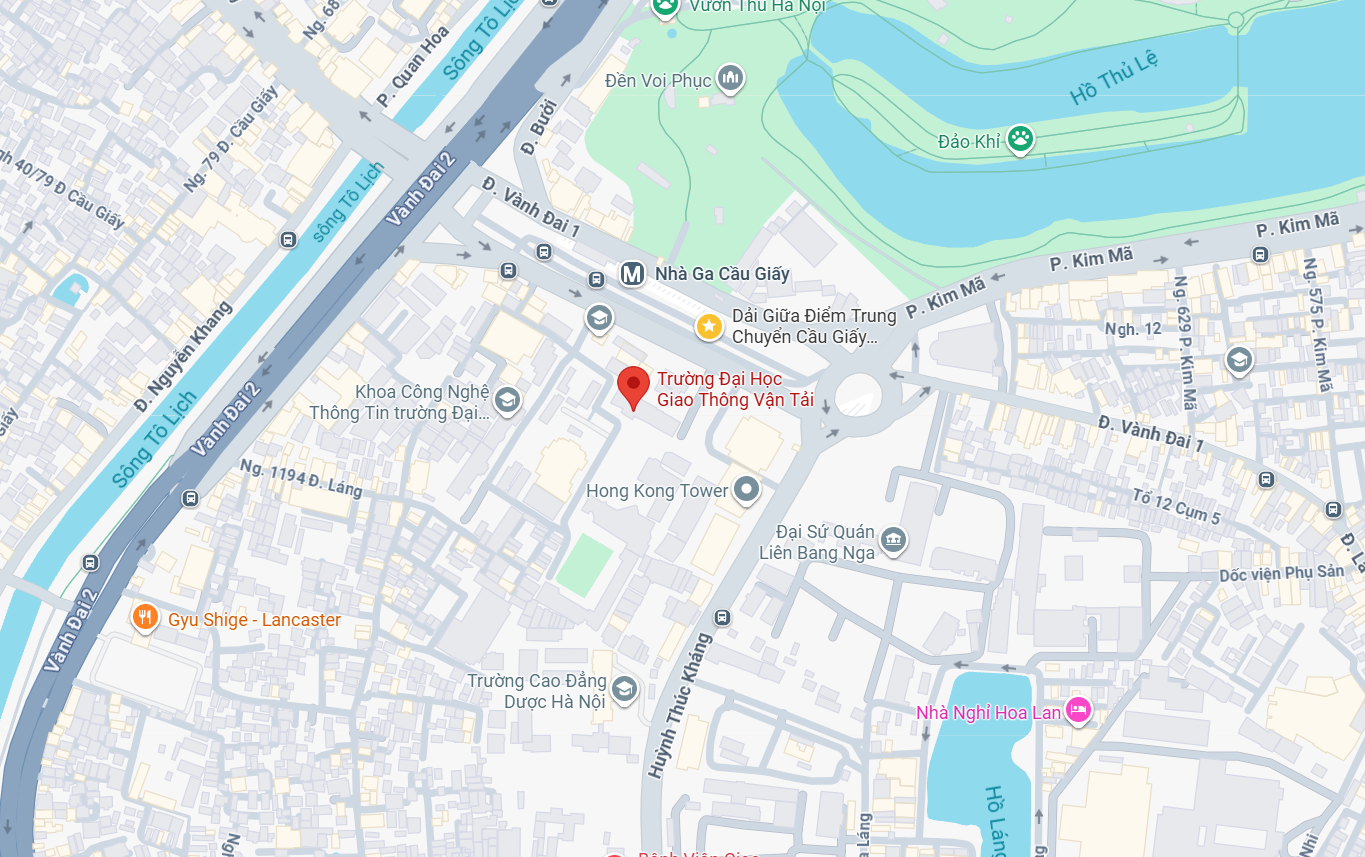 Vườn Thú Hà Nội
Ng. 68
P. Quan Hoa
Sông Tô Lịch
Đền Voi Phục
Hồ Thủ Lệ
Đ. Bưởi
Đảo Khỉ
Ng. 79 Đ. Cầu Giấy
40/79 Đ Cầu Giấy
Vành Đai 2
sông Tô Lịch
Đ. Vành Đai 1
P. Kim Mã
P. Kim Mã
P. Kim Mã
Nhà Ga Cầu Giấy
Ng. 629 P. Kim Mã
Ng. 575 P. Kim Mã
Dải Giữa Điểm Trung
Chuyển Cầu Giấy...
Ngh. 12
Đ. Nguyễn Khang
Trường Đại Học
Giao Thông Vận Tải
Khoa Công Nghệ
Thông Tin trường Đại...
Giấy
Vành Đai 2
Sông Tô Lịch
Đ. Vành Đai 1
Ng. 1194 Đ. Láng
Hong Kong Tower
Tổ 12 Cụm 5
Đại Sứ Quán
Liên Bang Nga
Dốc viện Phụ Sản
Gyu Shige - Lancaster
Vành Đai 2
Trường Cao Đẳng
Dược Hà Nội
Huỳnh Thúc Kháng
Nhà Nghỉ Hoa Lan
Hồ Láng
Láng
Nhi